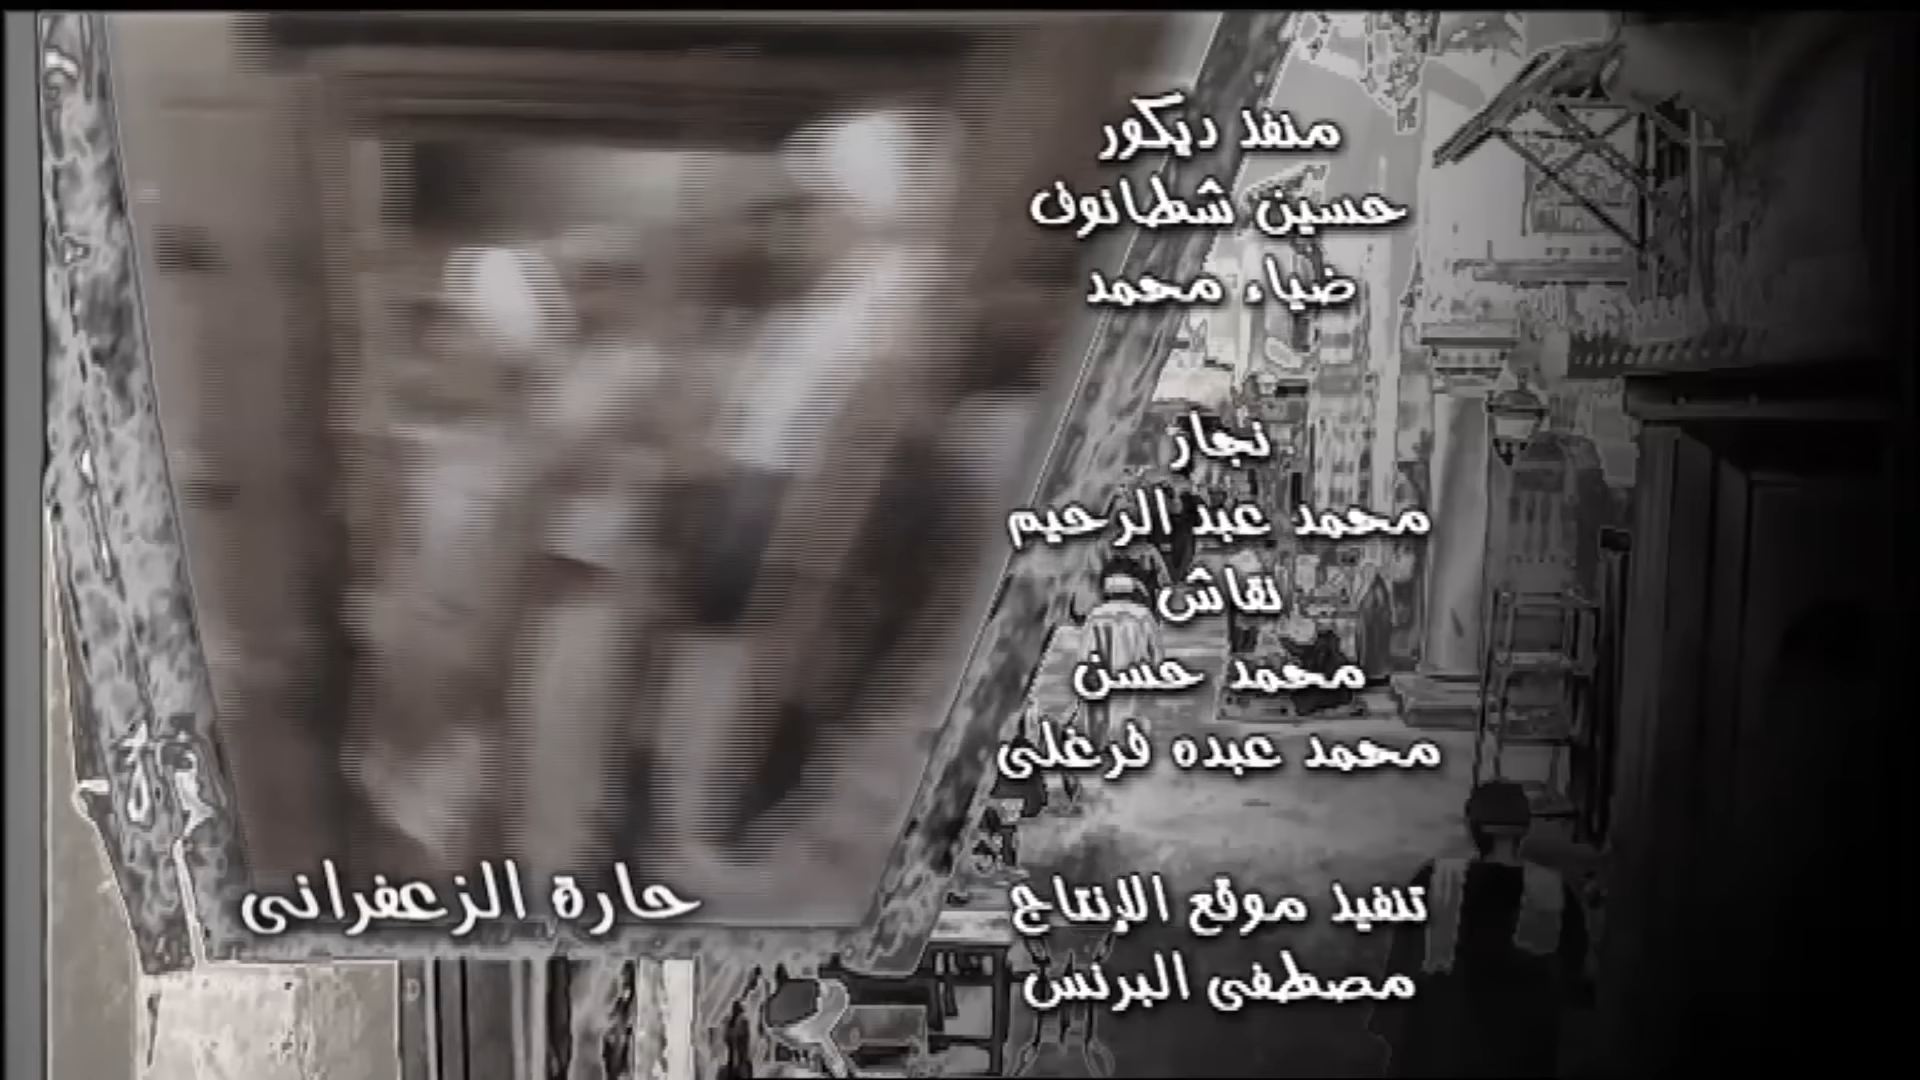 منفذ ديكور
حسين شطانوف
ضياء محمد
نجار
محمد عبد الرحيم
نقاش
محمد حسن
محمد عبده فرغلى
تنفيذ موقع الإنتاج
مصطفى البرنس
حارة الزعفرانى